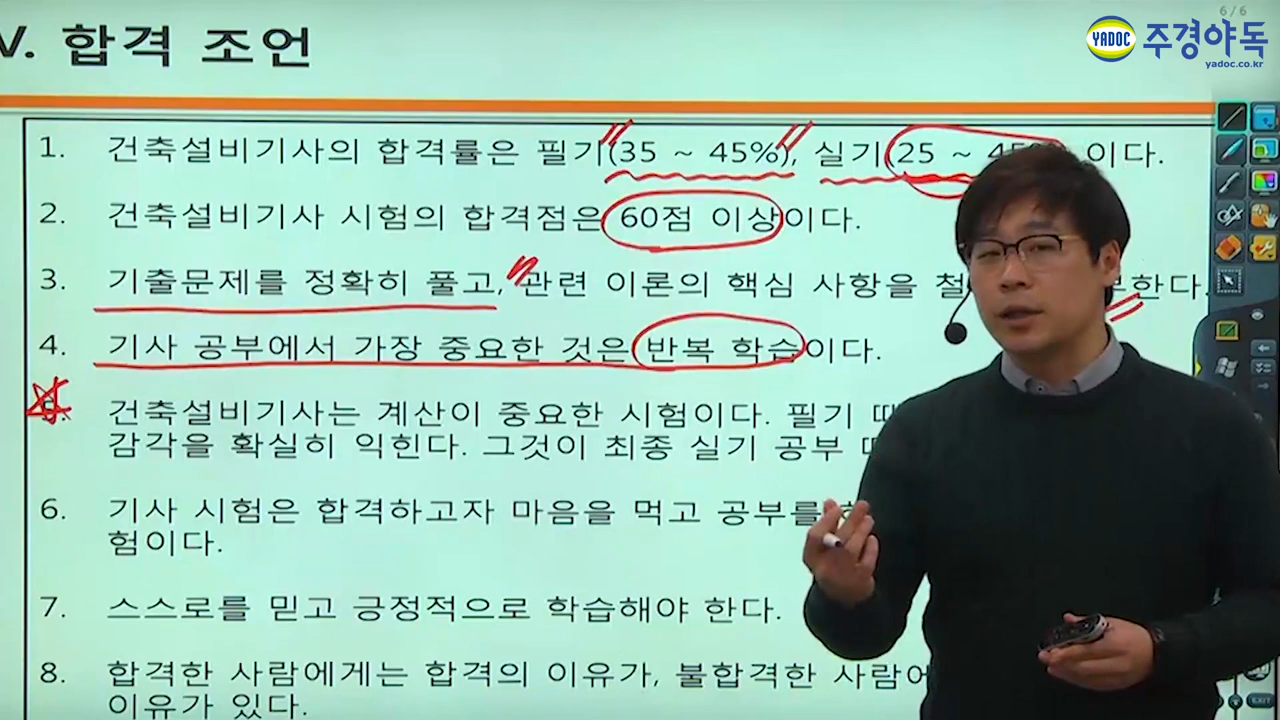 6 / 6
YADOC 주경야독
yadoc.co.kr
V. 합격 조언
1. 건축설비기사의 합격률은 필기(35 ~ 45%), 실기(25 ~ 이다.
2. 건축설비기사 시험의 합격점은 60점 이상이다.
3. 기출문제를 정확히 풀고, 관련 이론의 핵심 사항을 한다.
4. 기사 공부에서 가장 중요한 것은 반복 학습이다.
건축설비기사는 계산이 중요한 시험이다. 필기
감각을 확실히 익힌다. 그것이 최종 실기 공부
6. 기사 시험은 합격하고자 마음을 먹고 공부를
험이다.
7. 스스로를 믿고 긍정적으로 학습해야 한다.
8. 합격한 사람에게는 합격의 이유가, 불합격한
이유가 있다.
EXIT